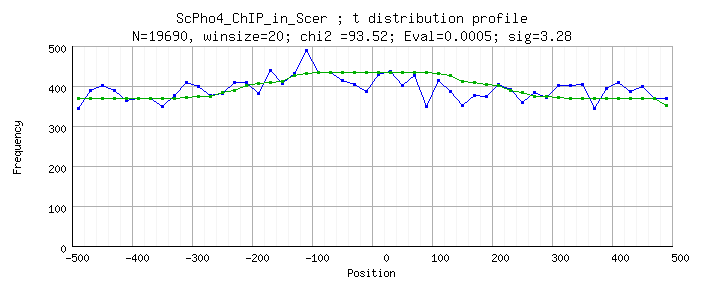 ScPho4_ChIP_in_Scer ; t distribution profile
N=19690, winsize=20; chi2 =93.52; Eval=0.0005; sig=3.28
500
400
300
200
100
0
Frequency
-500 -400 -300 -200 -100 0 100 200 300 400 500
Position